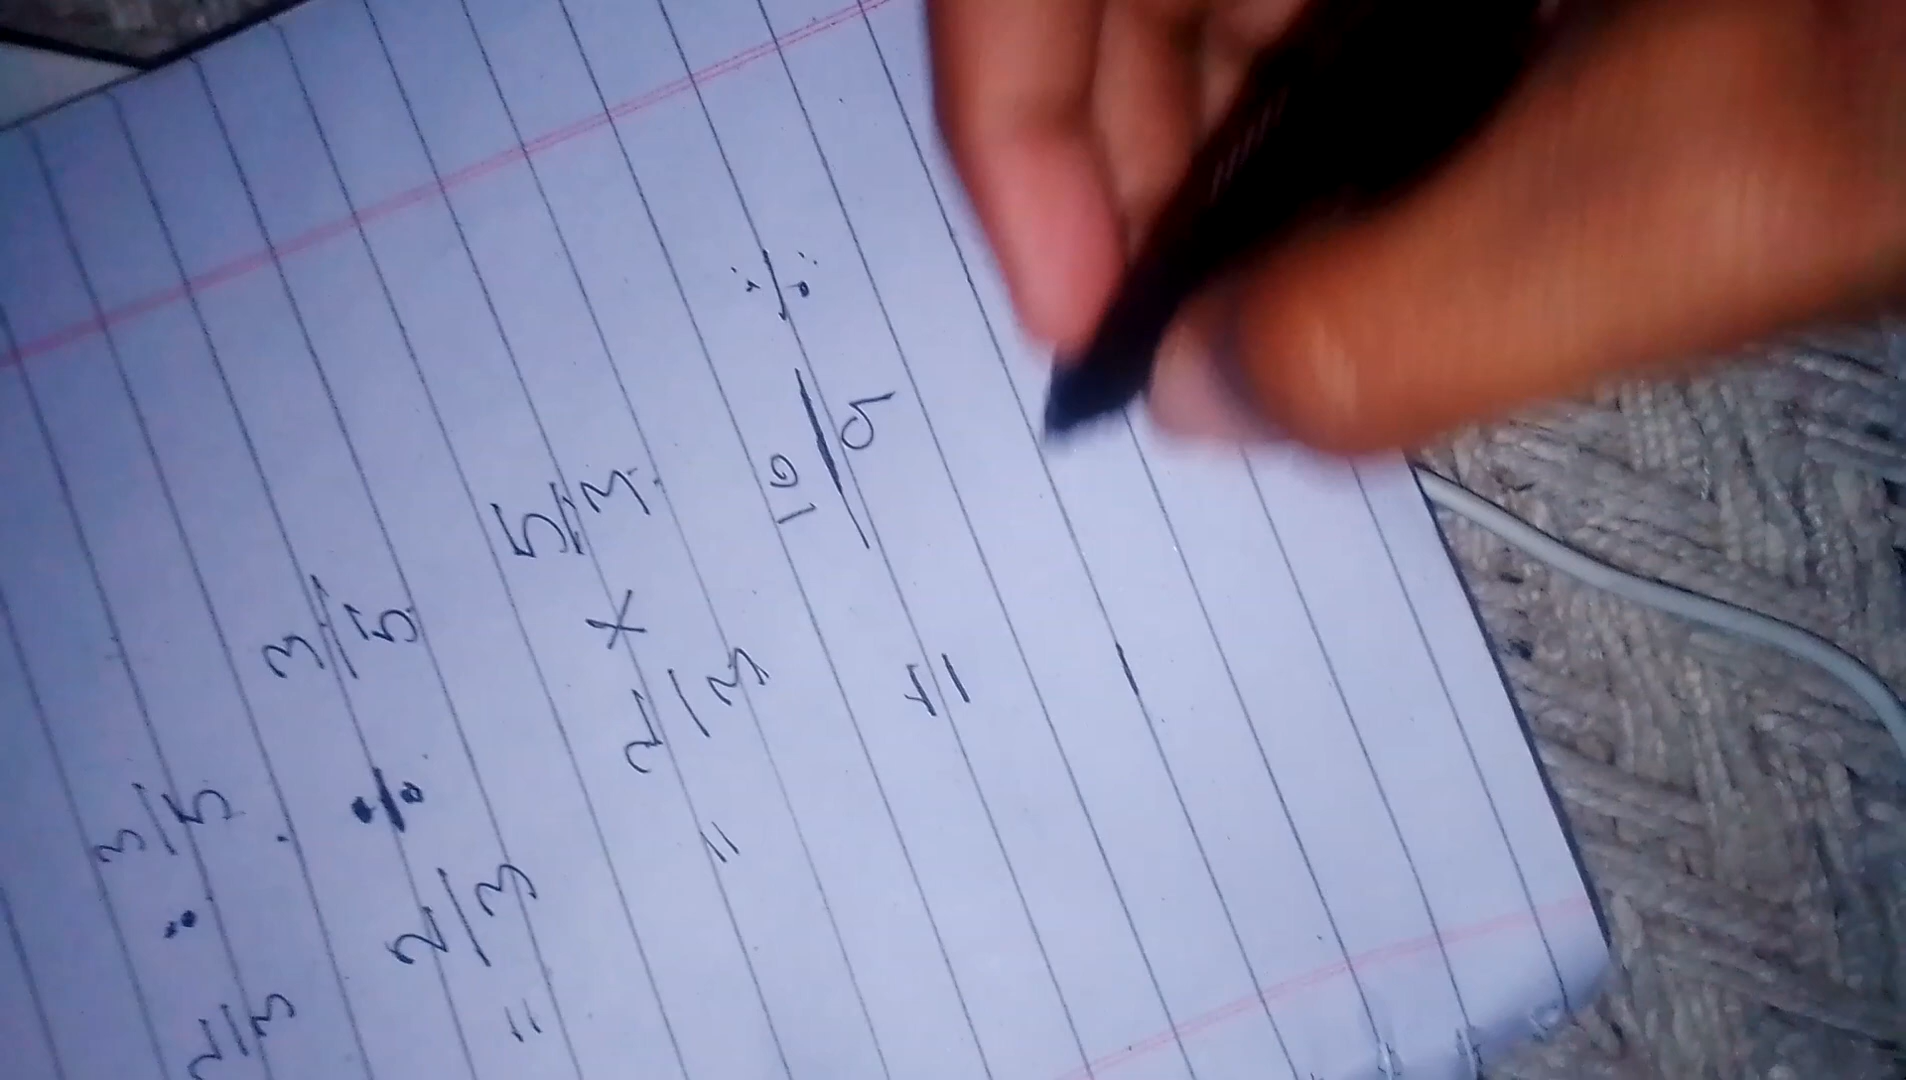 2/3 : 3/5
= 2/3 ÷ 3/5
= 2/3 × 5/3
= 10/9 ÷